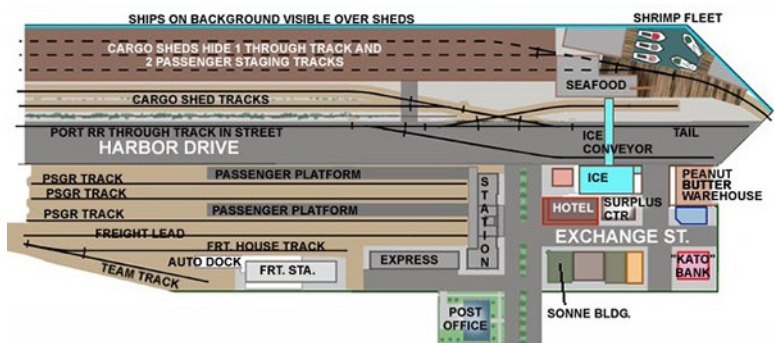 SHIPS ON BACKGROUND VISIBLE OVER SHEDS
SHRIMP FLEET
CARGO SHEDS HIDE 1 THROUGH TRACK AND
2 PASSENGER STAGING TRACKS
SEAFOOD
CARGO SHED TRACKS
PORT RR THROUGH TRACK IN STREET
HARBOR DRIVE
ICE
CONVEYOR
TAIL
PSGR TRACK
PASSENGER PLATFORM
PSGR TRACK
PSGR TRACK
PASSENGER PLATFORM
FREIGHT LEAD
FRT. HOUSE TRACK
AUTO DOCK
FRT. STA.
TEAM TRACK
EXPRESS
STATION
ICE
PEANUT
BUTTER
WAREHOUSE
HOTEL
SURPLUS
CTR
EXCHANGE ST.
"KATO"
BANK
SONNE BLDG.
POST
OFFICE